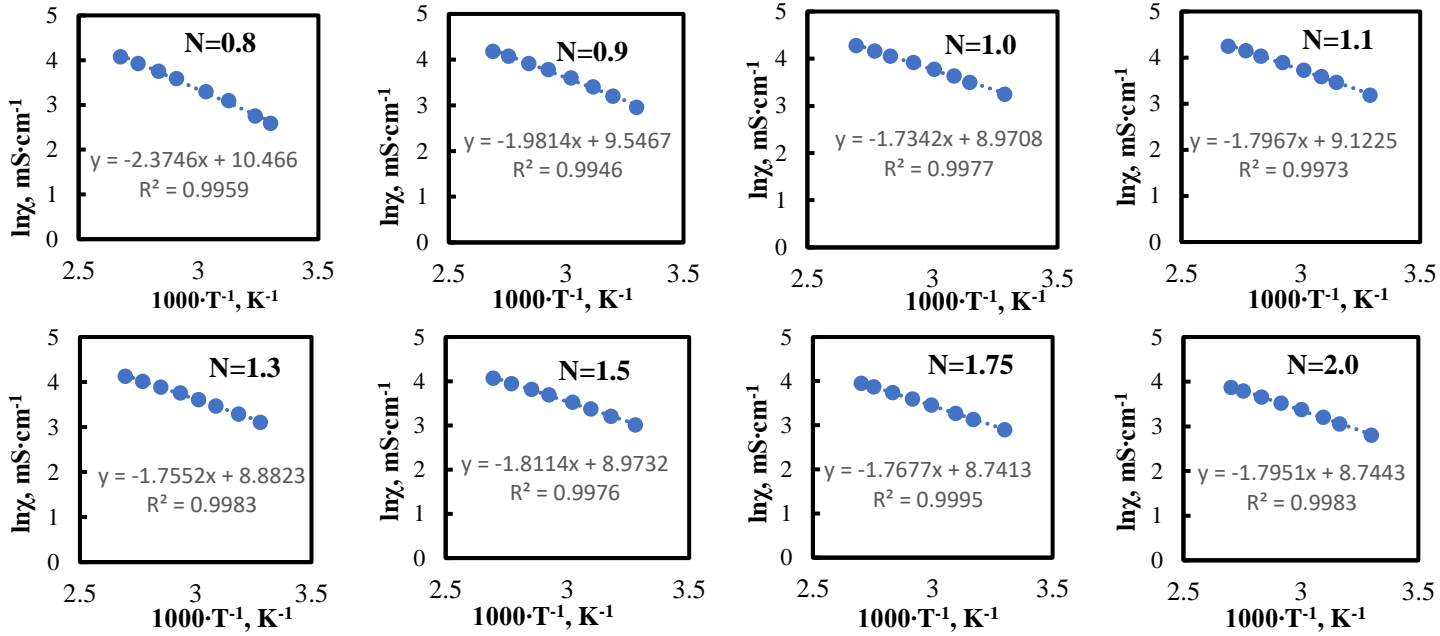 N=0.8
y = -2.3746x + 10.466
R² = 0.9959
0
1
2
3
4
5
2.5
3
3.5
lnχ, mS·cm⁻¹
1000·T⁻¹, K⁻¹
N=0.9
y = -1.9814x + 9.5467
R² = 0.9946
0
1
2
3
4
5
2.5
3
3.5
lnχ, mS·cm⁻¹
1000·T⁻¹, K⁻¹
N=1.0
y = -1.7342x + 8.9708
R² = 0.9977
0
1
2
3
4
5
2.5
3
3.5
lnχ, mS·cm⁻¹
1000·T⁻¹, K⁻¹
N=1.1
y = -1.7967x + 9.1225
R² = 0.9973
0
1
2
3
4
5
2.5
3
3.5
lnχ, mS·cm⁻¹
1000·T⁻¹, K⁻¹
N=1.3
y = -1.7552x + 8.8823
R² = 0.9983
0
1
2
3
4
5
2.5
3
3.5
lnχ, mS·cm⁻¹
1000·T⁻¹, K⁻¹
N=1.5
y = -1.8114x + 8.9732
R² = 0.9976
0
1
2
3
4
5
2.5
3
3.5
lnχ, mS·cm⁻¹
1000·T⁻¹, K⁻¹
N=1.75
y = -1.7677x + 8.7413
R² = 0.9995
0
1
2
3
4
5
2.5
3
3.5
lnχ, mS·cm⁻¹
1000·T⁻¹, K⁻¹
N=2.0
y = -1.7951x + 8.7443
R² = 0.9983
0
1
2
3
4
5
2.5
3
3.5
lnχ, mS·cm⁻¹
1000·T⁻¹, K⁻¹